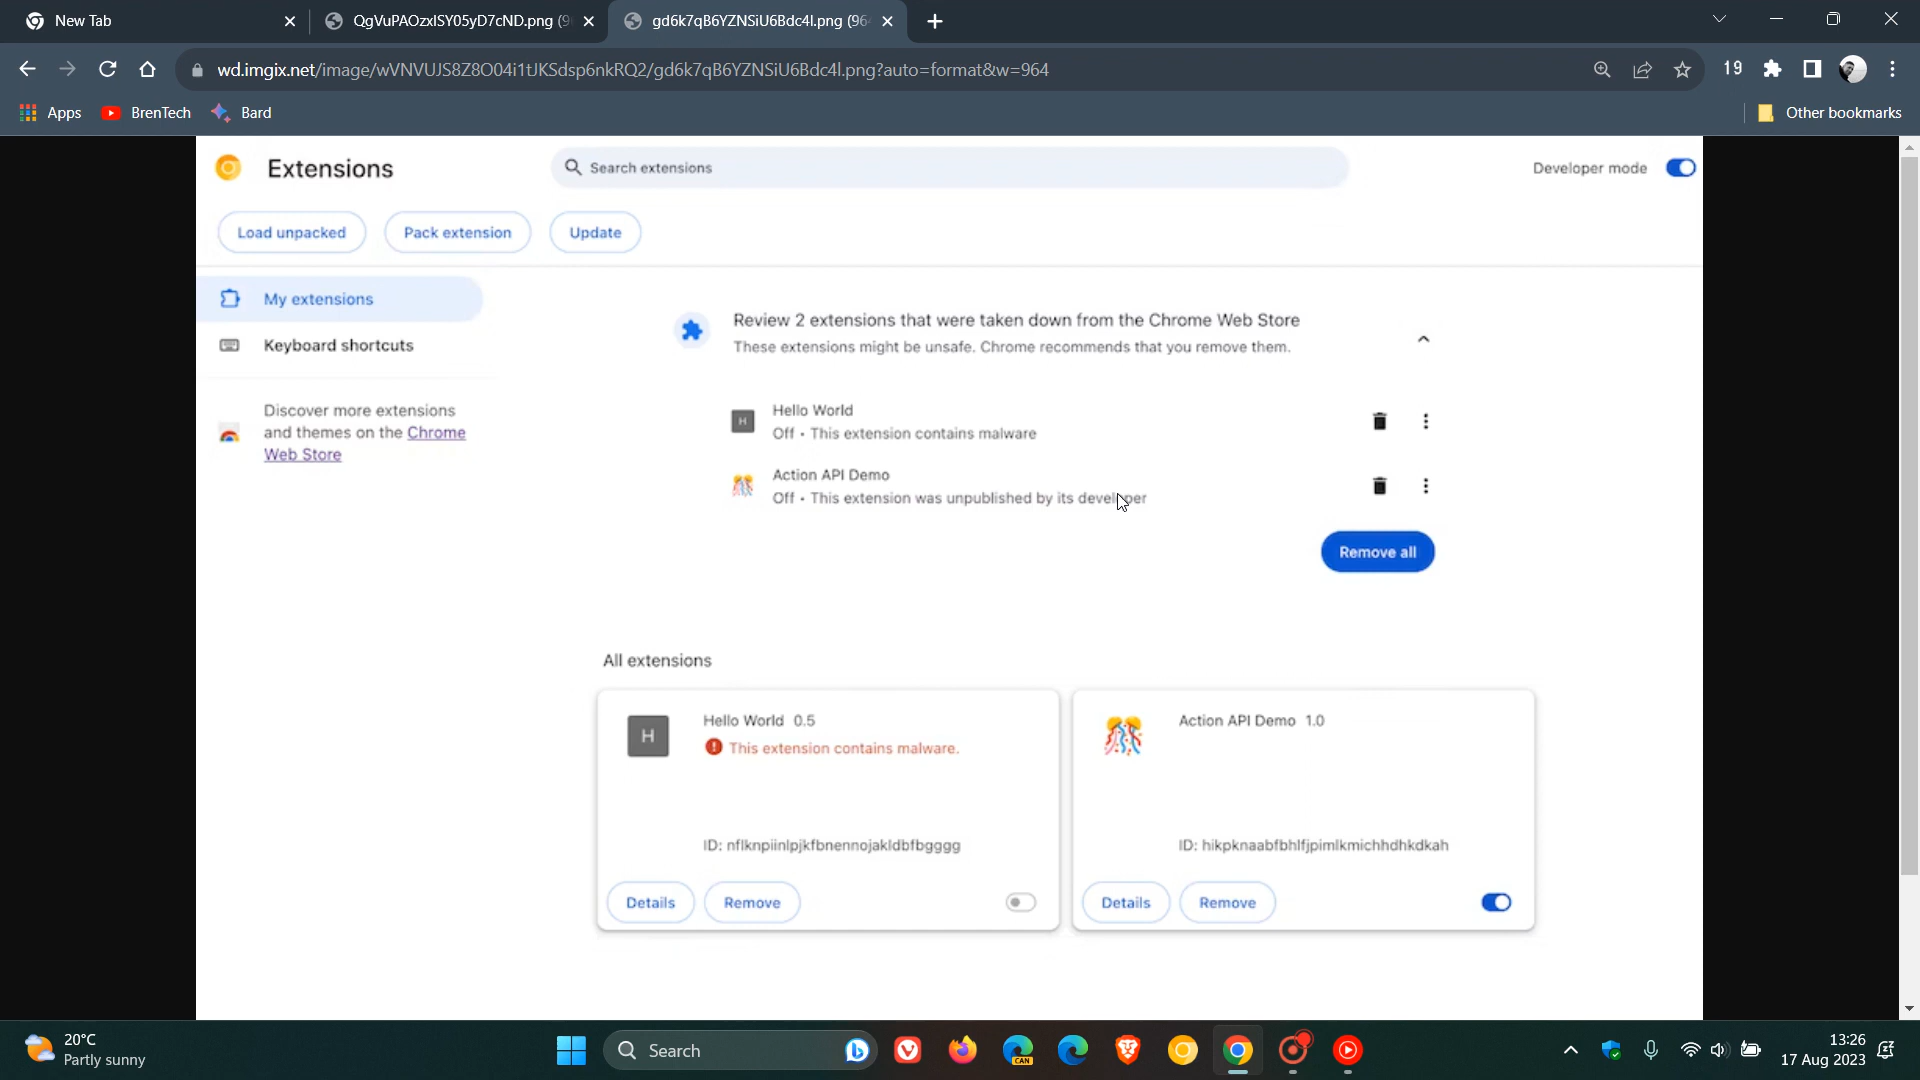 New Tab
QgVuPAOzxISY05yD7cND.png (9
gd6k7qB6YZNSiU6Bdc4l.png (964
wd.imgix.net/image/wVNVUJS8Z8O04i1tJKSdsp6nkRQ2/gd6k7qB6YZNSiU6Bdc4l.png?auto=format&w=964
19
Apps
BrenTech
Bard
Other bookmarks
Extensions
Search extensions
Developer mode
Load unpacked
Pack extension
Update
My extensions
Keyboard shortcuts
Discover more extensions
and themes on the Chrome
Web Store
Review 2 extensions that were taken down from the Chrome Web Store
These extensions might be unsafe. Chrome recommends that you remove them.
H
Hello World
Off • This extension contains malware
Action API Demo
Off • This extension was unpublished by its developer
Remove all
All extensions
H
Hello World 0.5
This extension contains malware.
ID: nflknpiinlpjkfbnennojakldbfbgggg
Details
Remove
Action API Demo 1.0
ID: hikpknaabfbhlfjpimlkmichhdhkdkah
Details
Remove
20°C
Partly sunny
Search
CAN
13:26
17 Aug 2023